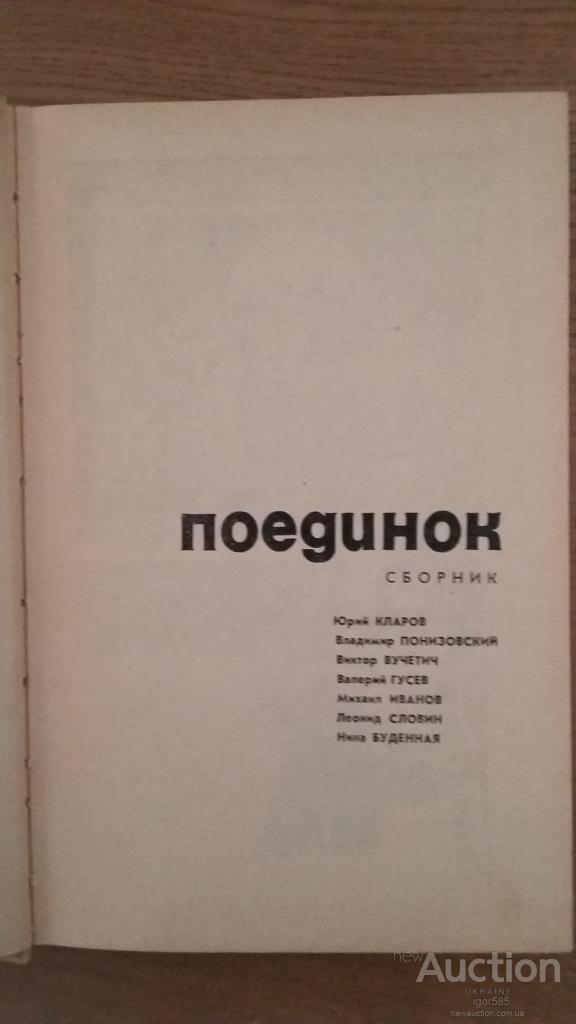 поединок
СБОРНИК
Юрий КЛАРОВ
Владимир ПОНИЗОВСКИЙ
Виктор ВУЧЕТИЧ
Валерий ГУСЕВ
Михаил ИВАНОВ
Леонид СЛОВИН
Нина БУДЕННАЯ
new Auction
UKRAINE
igor585
newauction.com.ua